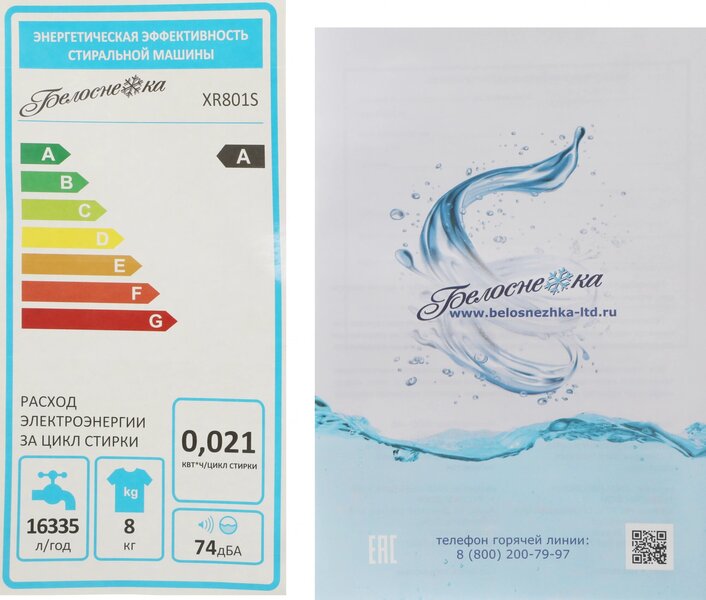 ЭНЕРГЕТИЧЕСКАЯ ЭФФЕКТИВНОСТЬ
СТИРАЛЬНОЙ МАШИНЫ
Белоснежка
XR801S
A
A
B
C
D
E
F
G
РАСХОД
ЭЛЕКТРОЭНЕРГИИ
ЗА ЦИКЛ СТИРКИ
0,021
КВТ*Ч/ЦИКЛ СТИРКИ
16335
л/год
kg
8
кг
74дБА
Белоснежка
www.belosnezhka-ltd.ru
EAC
телефон горячей линии:
8 (800) 200-79-97